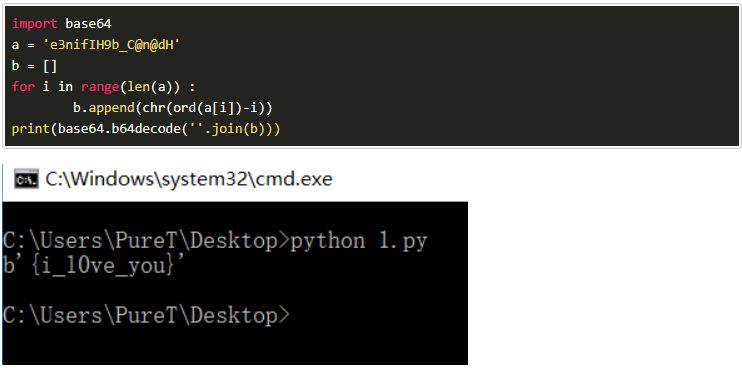 import base64
a = 'e3nifIH9b_C@n@dH'
b = []
for i in range(len(a)) :
        b.append(chr(ord(a[i])-i))
print(base64.b64decode(''.join(b)))
C:\Windows\system32\cmd.exe
C:\Users\PureT\Desktop>python 1.py
b'{i_l0ve_you}'
C:\Users\PureT\Desktop>